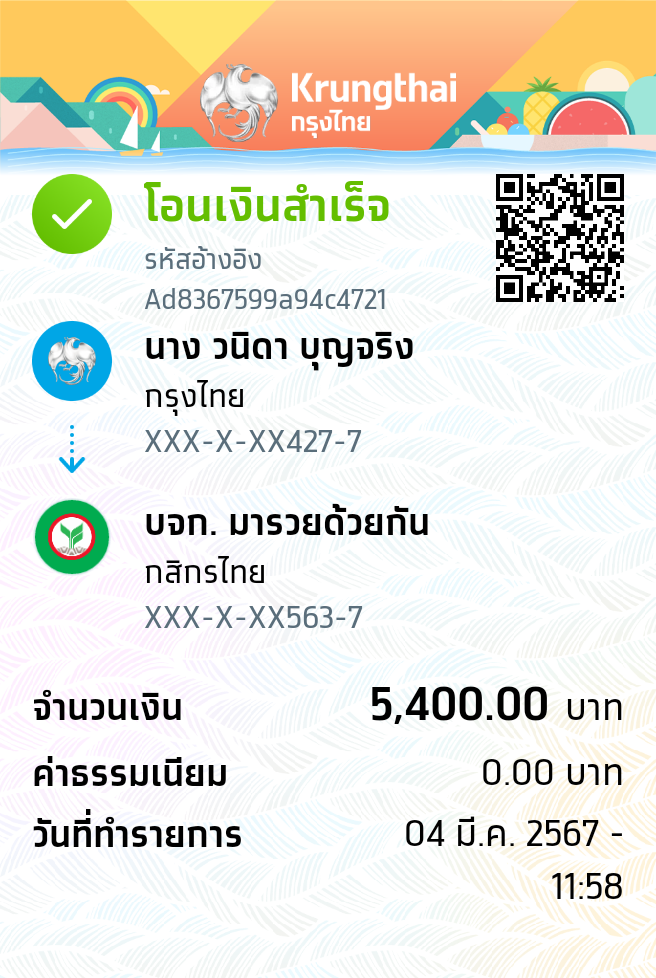 Krungthai
กรุงไทย
โอนเงินสำเร็จ
รหัสอ้างอิง
Ad8367599a94c4721
นาง วนิดา บุญจริง
กรุงไทย
XXX-X-XX427-7
บจก. มารวยด้วยกัน
กสิกรไทย
XXX-X-XX563-7
จำนวนเงิน 5,400.00 บาท
ค่าธรรมเนียม 0.00 บาท
วันที่ทำรายการ 04 มี.ค. 2567 -
11:58